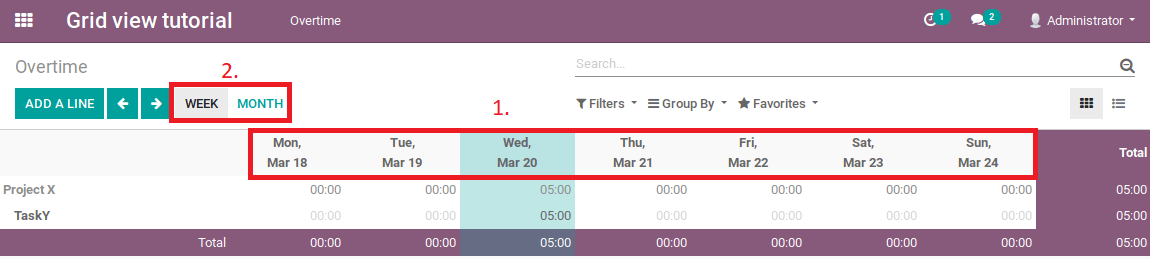 Grid view tutorial Overtime 1 2 Administrator
Overtime
Search...
2.
ADD A LINE WEEK MONTH
Filters Group By Favorites
1.
Mon, Tue, Wed, Thu, Fri, Sat, Sun,
Mar 18 Mar 19 Mar 20 Mar 21 Mar 22 Mar 23 Mar 24 Total
Project X 00:00 00:00 05:00 00:00 00:00 00:00 00:00 05:00
TaskY 00:00 00:00 05:00 00:00 00:00 00:00 00:00 05:00
Total 00:00 00:00 05:00 00:00 00:00 00:00 00:00 05:00